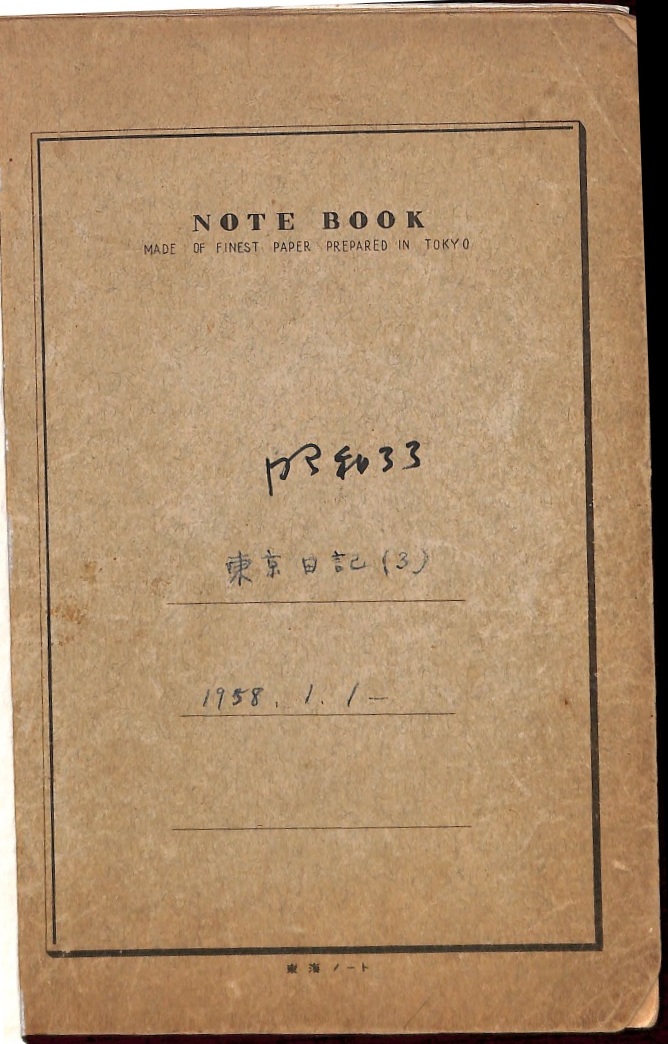 NOTE BOOK
MADE OF FINEST PAPER PREPARED IN TOKYO
昭和33
東京日記(3)
1958.1.1—
東海ノート